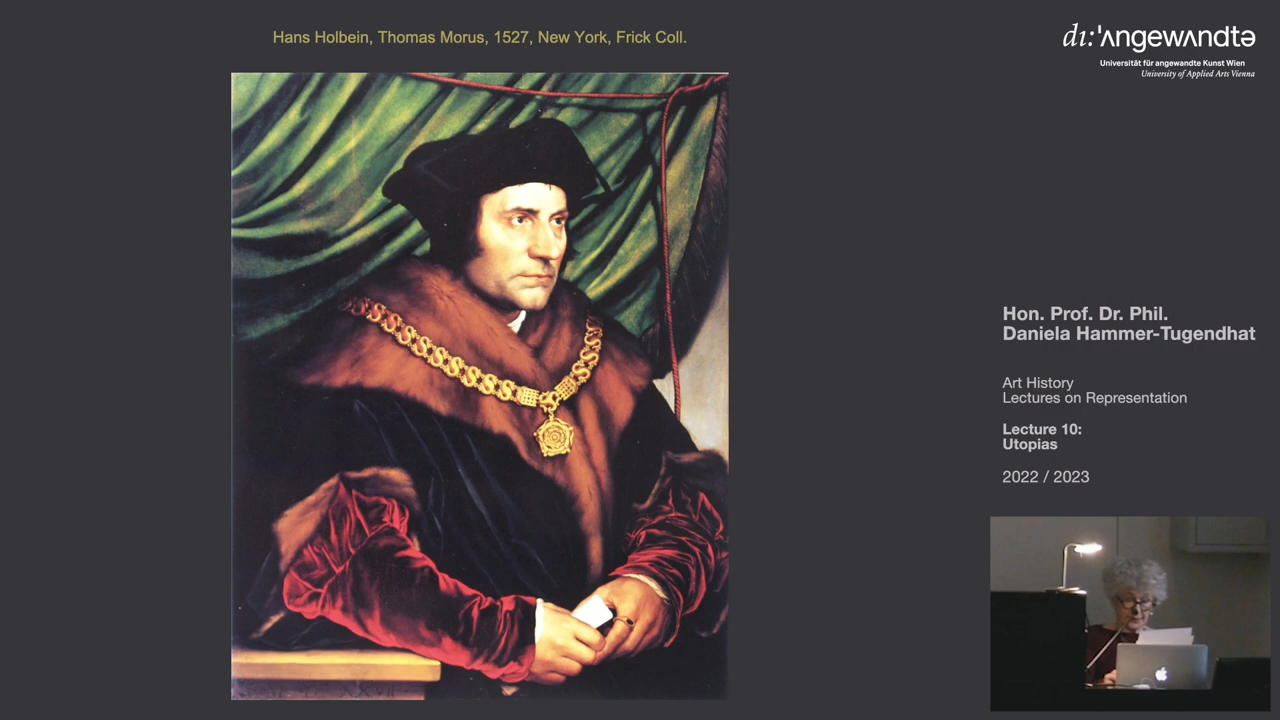 Hans Holbein, Thomas Morus, 1527, New York, Frick Coll.
dı:'ʌngewʌndtə
Universität für angewandte Kunst Wien
University of Applied Arts Vienna
Hon. Prof. Dr. Phil.
Daniela Hammer-Tugendhat
Art History
Lectures on Representation
Lecture 10:
Utopias
2022 / 2023